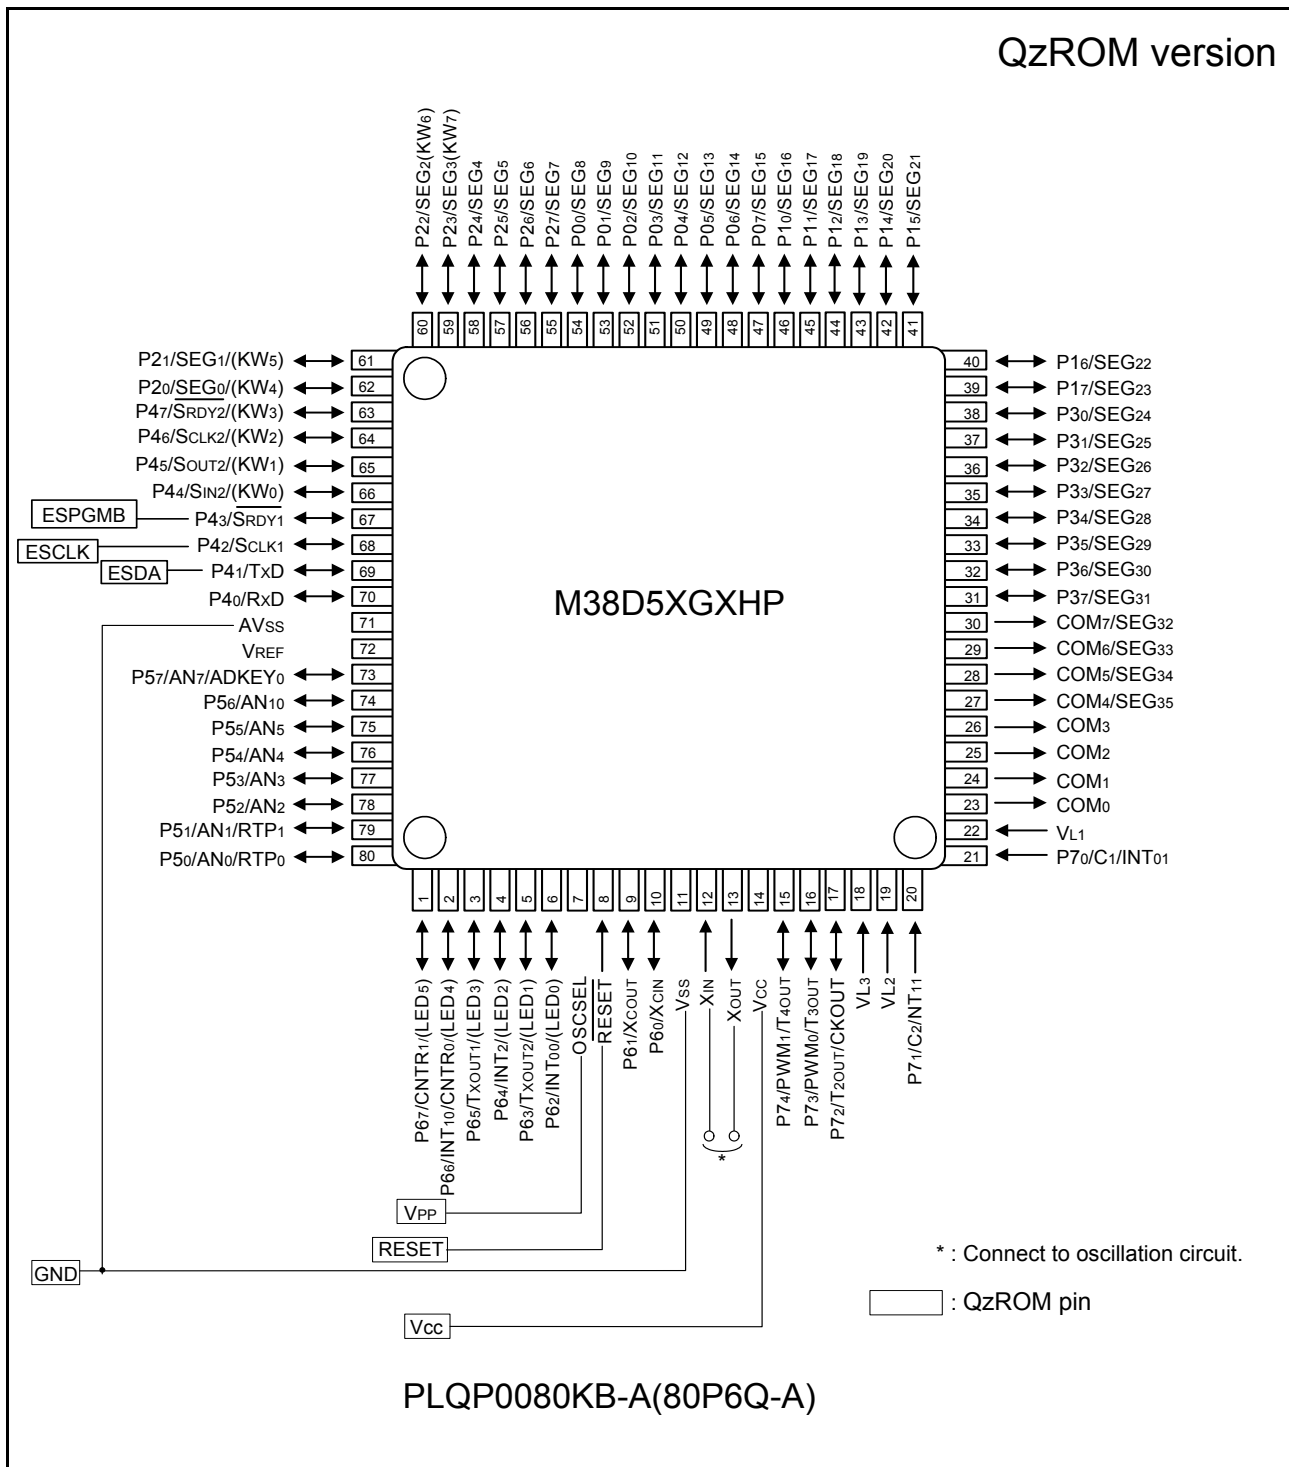 QzROM version
P22/SEG2(KW6)
P23/SEG3(KW7)
P24/SEG4
P25/SEG5
P26/SEG6
P27/SEG7
P00/SEG8
P01/SEG9
P02/SEG10
P03/SEG11
P04/SEG12
P05/SEG13
P06/SEG14
P07/SEG15
P10/SEG16
P11/SEG17
P12/SEG18
P13/SEG19
P14/SEG20
P15/SEG21
60 59 58 57 56 55 54 53 52 51 50 49 48 47 46 45 44 43 42 41
P21/SEG1/(KW5) 61
P20/SEG0/(KW4) 62
P47/SRDY2/(KW3) 63
P46/SCLK2/(KW2) 64
P45/SOUT2/(KW1) 65
P44/SIN2/(KW0) 66
ESPGMB P43/SRDY1 67
ESCLK P42/SCLK1 68
ESDA P41/TXD 69
P40/RXD 70
AVSS 71
VREF 72
P57/AN7/ADKEY0 73
P56/AN10 74
P55/AN5 75
P54/AN4 76
P53/AN3 77
P52/AN2 78
P51/AN1/RTP1 79
P50/AN0/RTP0 80
M38D5XGXHP
40 P16/SEG22
39 P17/SEG23
38 P30/SEG24
37 P31/SEG25
36 P32/SEG26
35 P33/SEG27
34 P34/SEG28
33 P35/SEG29
32 P36/SEG30
31 P37/SEG31
30 COM7/SEG32
29 COM6/SEG33
28 COM5/SEG34
27 COM4/SEG35
26 COM3
25 COM2
24 COM1
23 COM0
22 VL1
21 P70/C1/INT01
1 2 3 4 5 6 7 8 9 10 11 12 13 14 15 16 17 18 19 20
P67/CNTR1/(LED5)
P66/INT10/CNTR0/(LED4)
P65/TXOUT1/(LED3)
P64/INT2/(LED2)
P63/TXOUT2/(LED1)
P62/INT00/(LED0)
OSCSEL
RESET
P61/XCOUT
P60/XCIN
VSS
XIN
XOUT
VCC
P74/PWM1/T4OUT
P73/PWM0/T3OUT
P72/T2OUT/CKOUT
VL3
VL2
P71/C2/NT11
*
VPP
RESET
GND
Vcc
* : Connect to oscillation circuit.
: QzROM pin
PLQP0080KB-A(80P6Q-A)